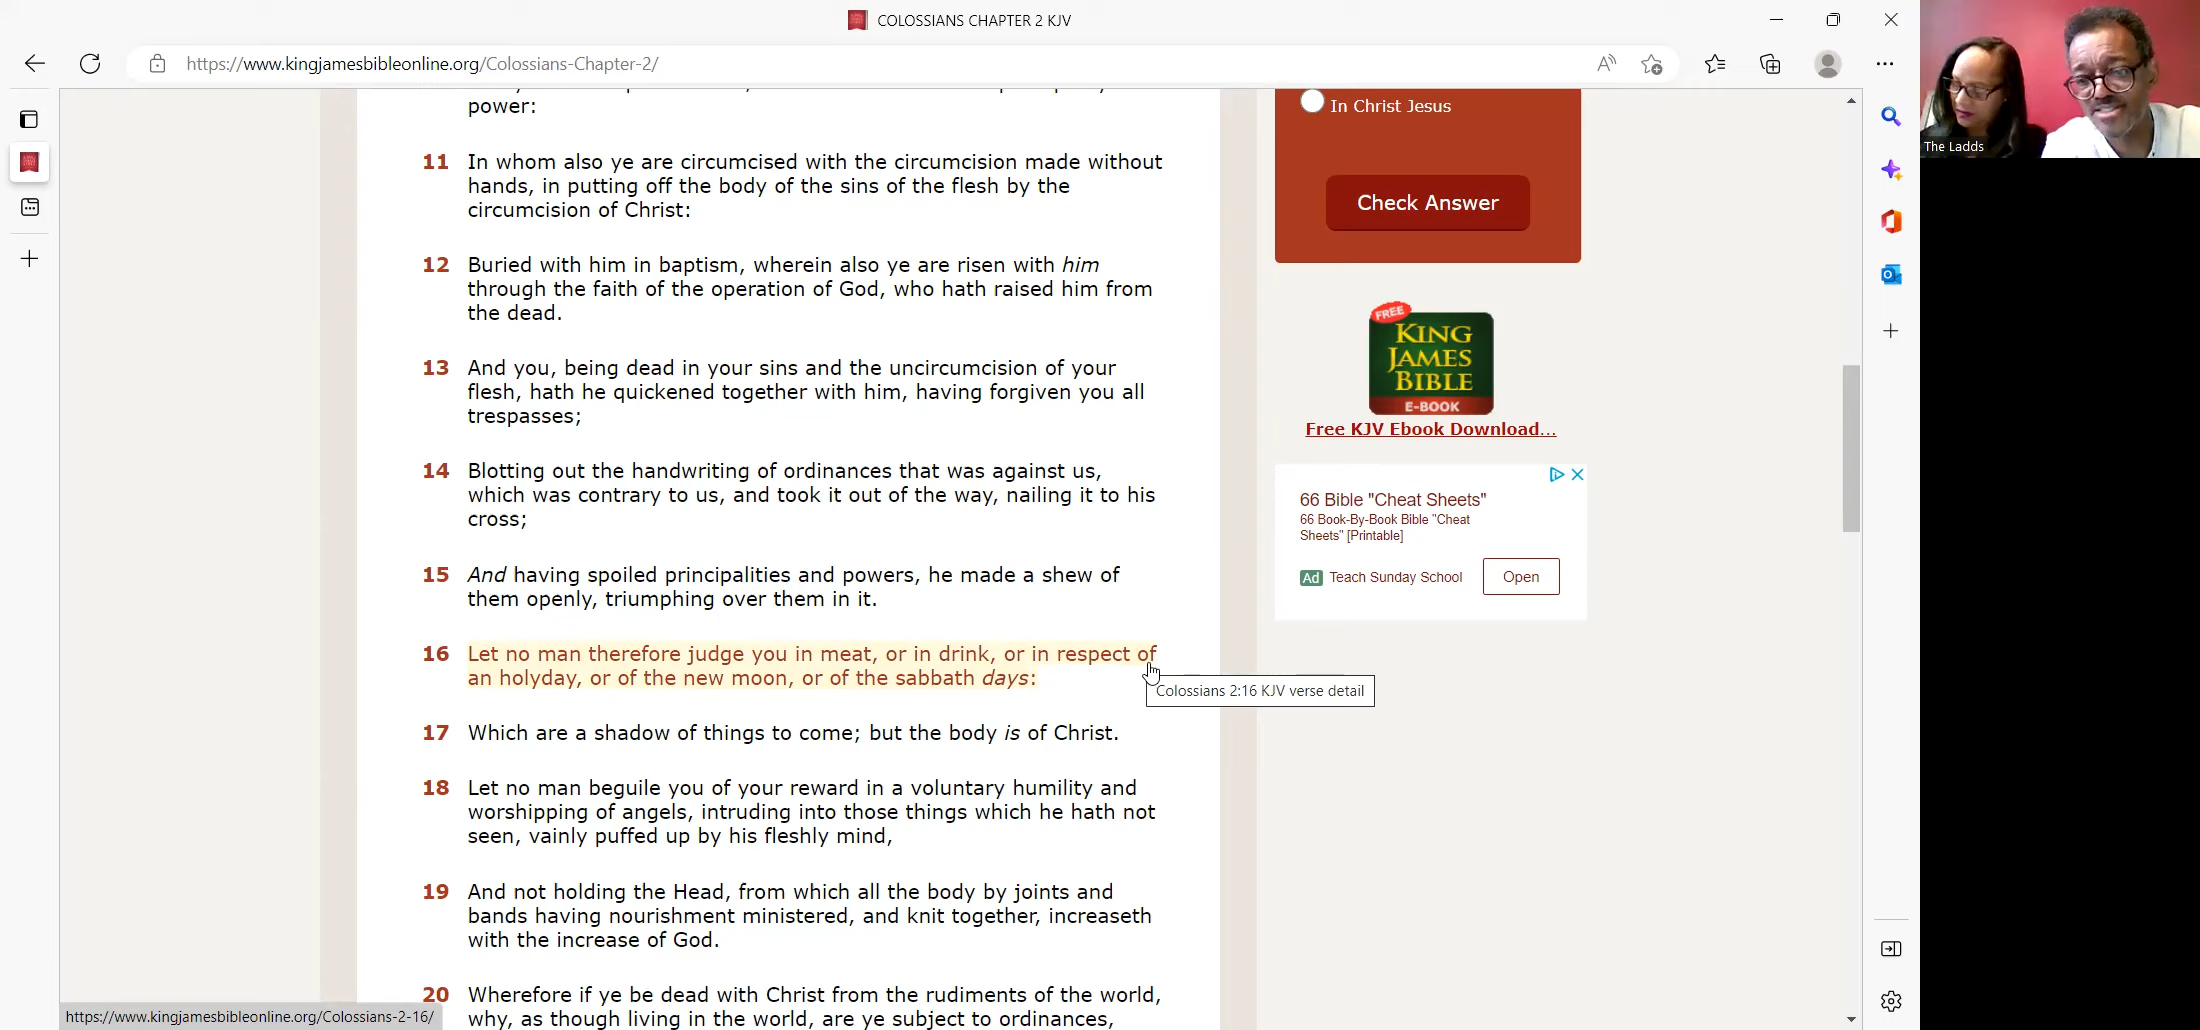 COLOSSIANS CHAPTER 2 KJV
https://www.kingjamesbibleonline.org/Colossians-Chapter-2/
The Ladds
power:
11 In whom also ye are circumcised with the circumcision made without
hands, in putting off the body of the sins of the flesh by the
circumcision of Christ:
12 Buried with him in baptism, wherein also ye are risen with him
through the faith of the operation of God, who hath raised him from
the dead.
13 And you, being dead in your sins and the uncircumcision of your
flesh, hath he quickened together with him, having forgiven you all
trespasses;
14 Blotting out the handwriting of ordinances that was against us,
which was contrary to us, and took it out of the way, nailing it to his
cross;
15 And having spoiled principalities and powers, he made a shew of
them openly, triumphing over them in it.
16 Let no man therefore judge you in meat, or in drink, or in respect of
an holyday, or of the new moon, or of the sabbath days:
Colossians 2:16 KJV verse detail
17 Which are a shadow of things to come; but the body is of Christ.
18 Let no man beguile you of your reward in a voluntary humility and
worshipping of angels, intruding into those things which he hath not
seen, vainly puffed up by his fleshly mind,
19 And not holding the Head, from which all the body by joints and
bands having nourishment ministered, and knit together, increaseth
with the increase of God.
20 Wherefore if ye be dead with Christ from the rudiments of the world,
why, as though living in the world, are ye subject to ordinances,
In Christ Jesus
Check Answer
FREE
KING
JAMES
BIBLE
E-BOOK
Free KJV Ebook Download...
66 Bible "Cheat Sheets"
66 Book-By-Book Bible "Cheat
Sheets" [Printable]
Ad Teach Sunday School
Open
https://www.kingjamesbibleonline.org/Colossians-2-16/